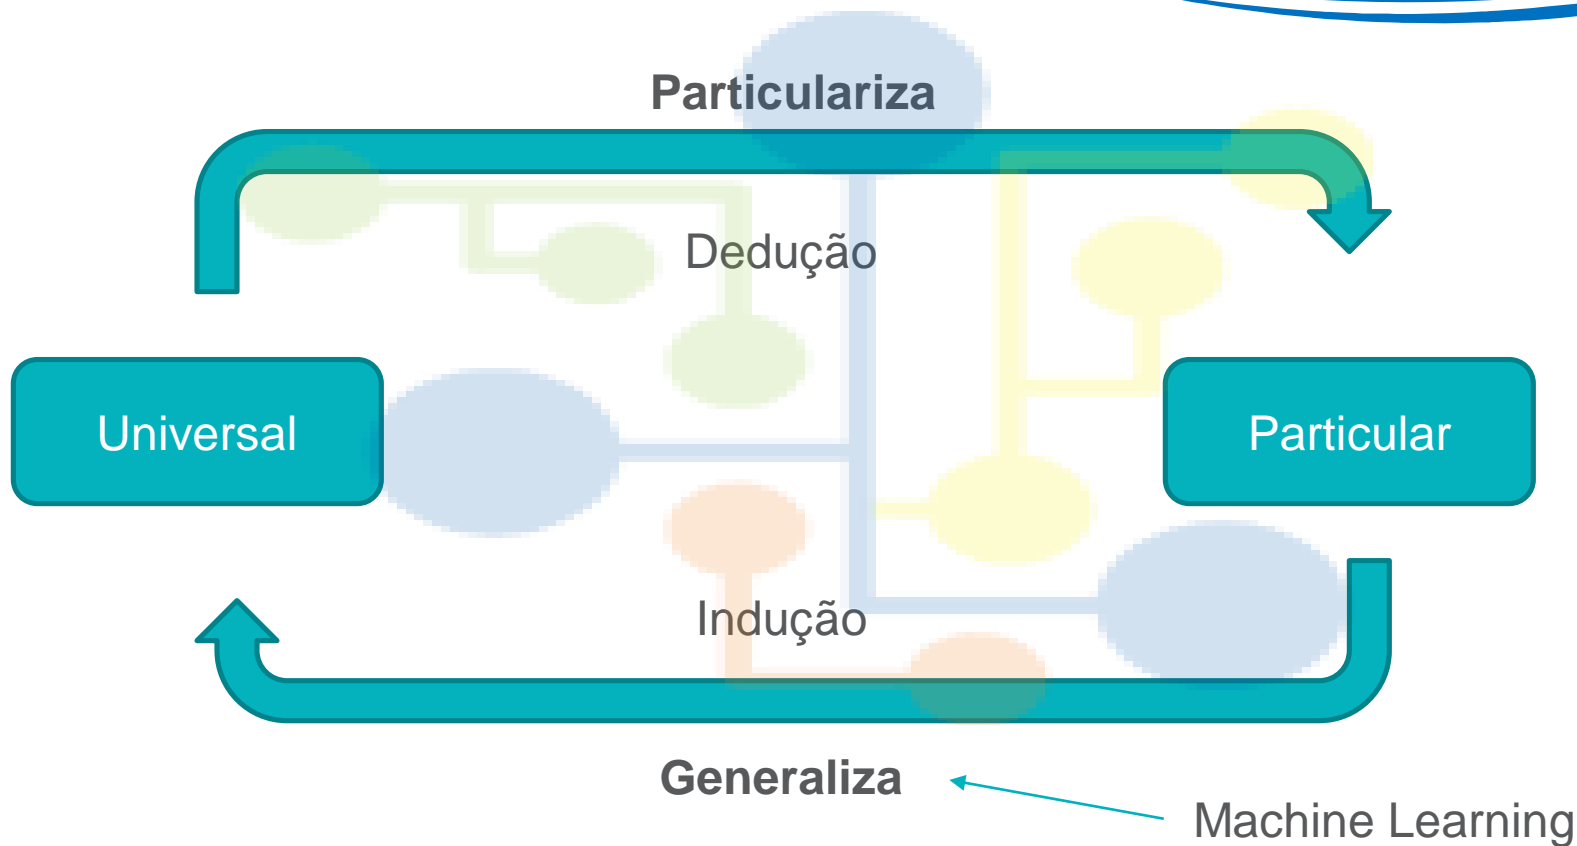 Particulariza
Dedução
Universal
Particular
Indução
Generaliza
Machine Learning